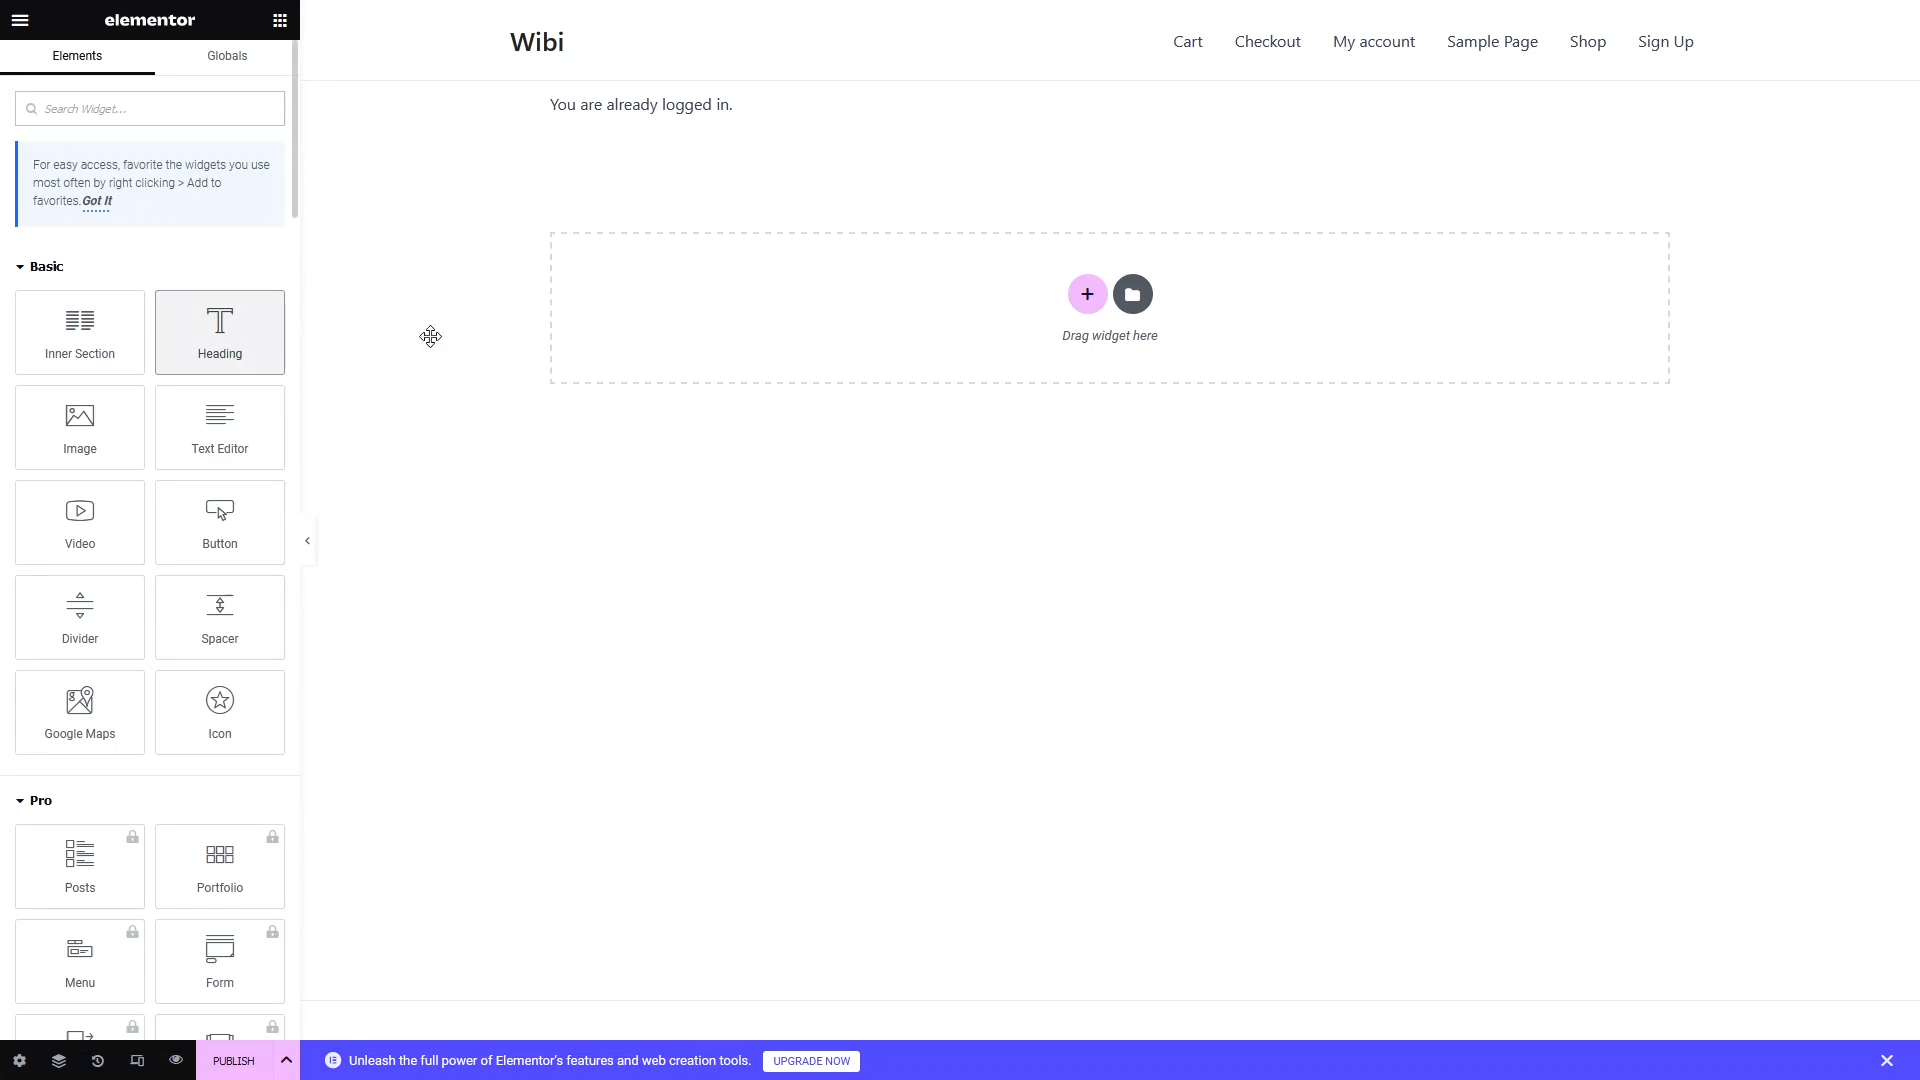 elementor
Elements
Globals
Search Widget...
For easy access, favorite the widgets you use
most often by right clicking > Add to
favorites. Got It
Basic
Inner Section
Heading
Image
Text Editor
Video
Button
Divider
Spacer
Google Maps
Icon
Pro
Posts
Portfolio
Menu
Form
PUBLISH
Wibi
Cart
Checkout
My account
Sample Page
Shop
Sign Up
You are already logged in.
Drag widget here
Unleash the full power of Elementor's features and web creation tools.
UPGRADE NOW